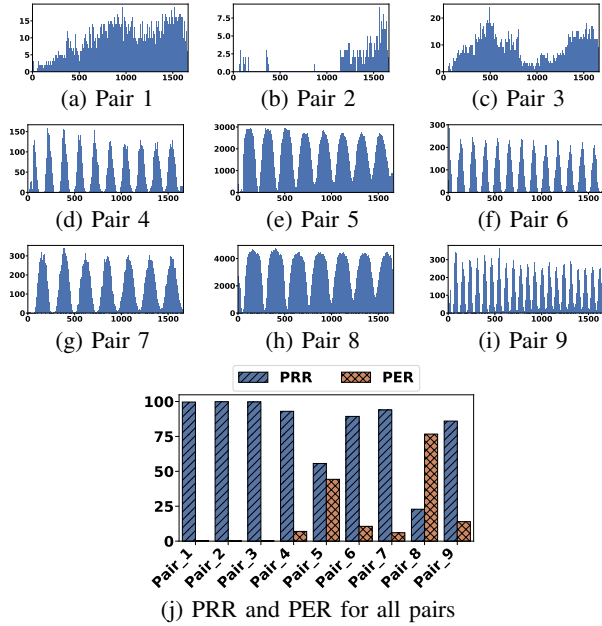 20
10
0
0 500 1000 1500
(a) Pair 1
7.5
5.0
2.5
0.0
0 500 1000 1500
(b) Pair 2
20
10
0
0 500 1000 1500
(c) Pair 3
150
100
50
0
0 500 1000 1500
(d) Pair 4
3000
2000
1000
0
0 500 1000 1500
(e) Pair 5
300
200
100
0
0 500 1000 1500
(f) Pair 6
300
200
100
0
0 500 1000 1500
(g) Pair 7
4000
2000
0
0 500 1000 1500
(h) Pair 8
300
200
100
0
0 500 1000 1500
(i) Pair 9
PRR PER
100
75
50
25
0
Pair_1 Pair_2 Pair_3 Pair_4 Pair_5 Pair_6 Pair_7 Pair_8 Pair_9
(j) PRR and PER for all pairs